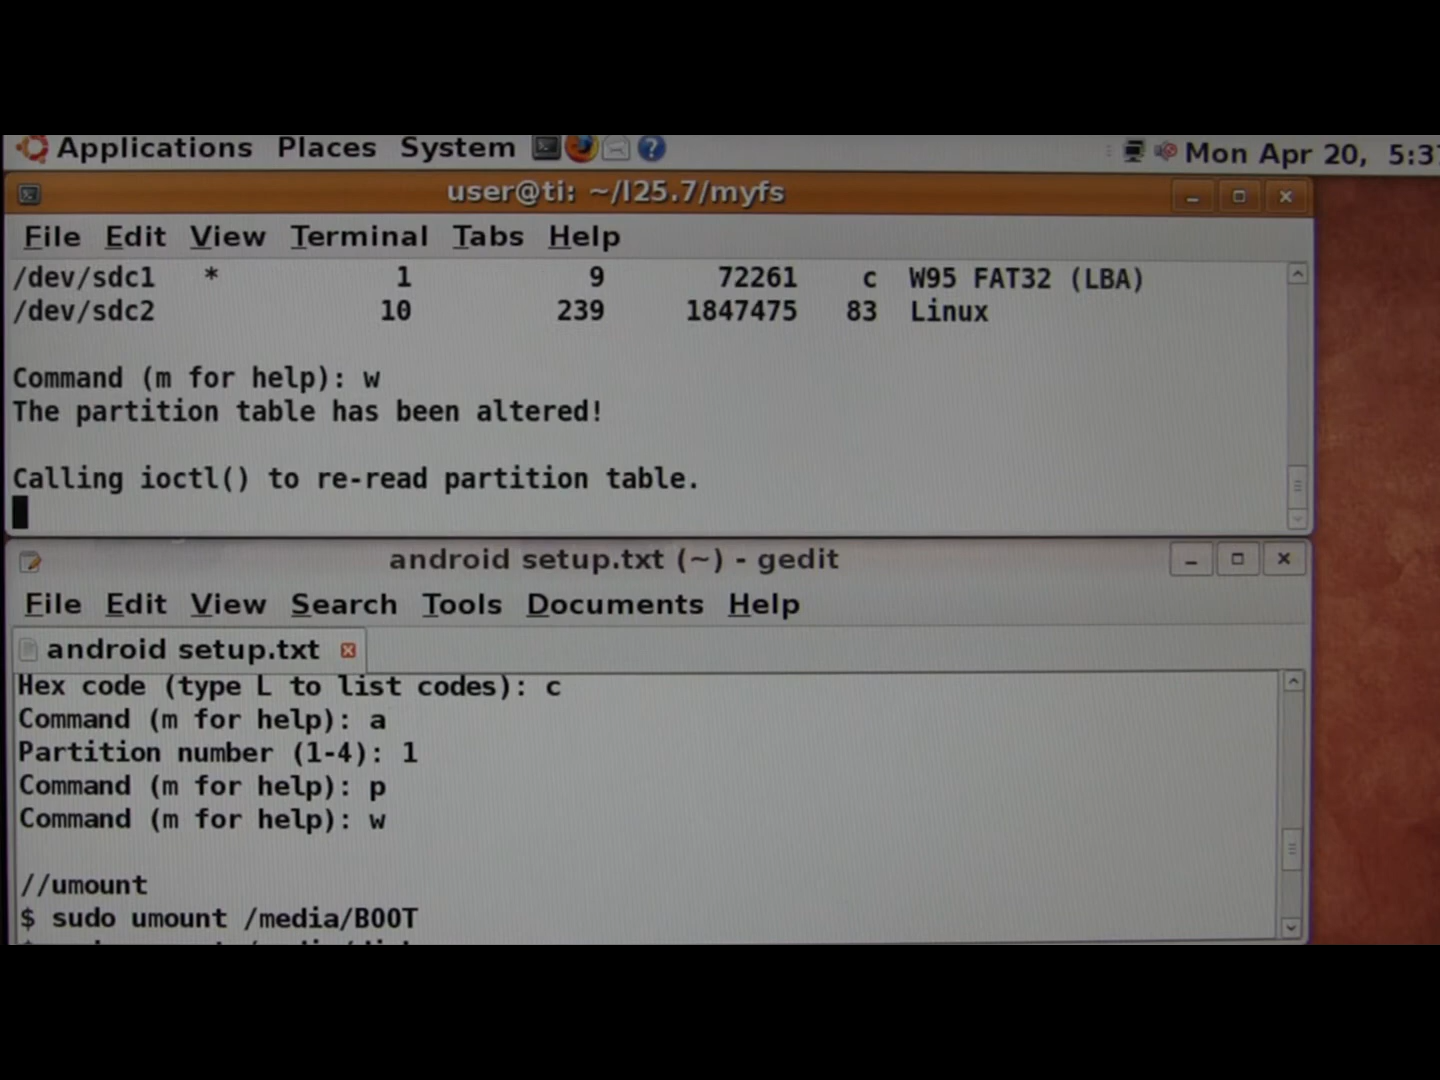 Applications Places System Mon Apr 20, 5:37
user@ti: ~/l25.7/myfs
File Edit View Terminal Tabs Help
/dev/sdc1 * 1 9 72261 c W95 FAT32 (LBA)
/dev/sdc2 10 239 1847475 83 Linux
Command (m for help): w
The partition table has been altered!
Calling ioctl() to re-read partition table.
android setup.txt (~) - gedit
File Edit View Search Tools Documents Help
android setup.txt
Hex code (type L to list codes): c
Command (m for help): a
Partition number (1-4): 1
Command (m for help): p
Command (m for help): w
//umount
$ sudo umount /media/BOOT